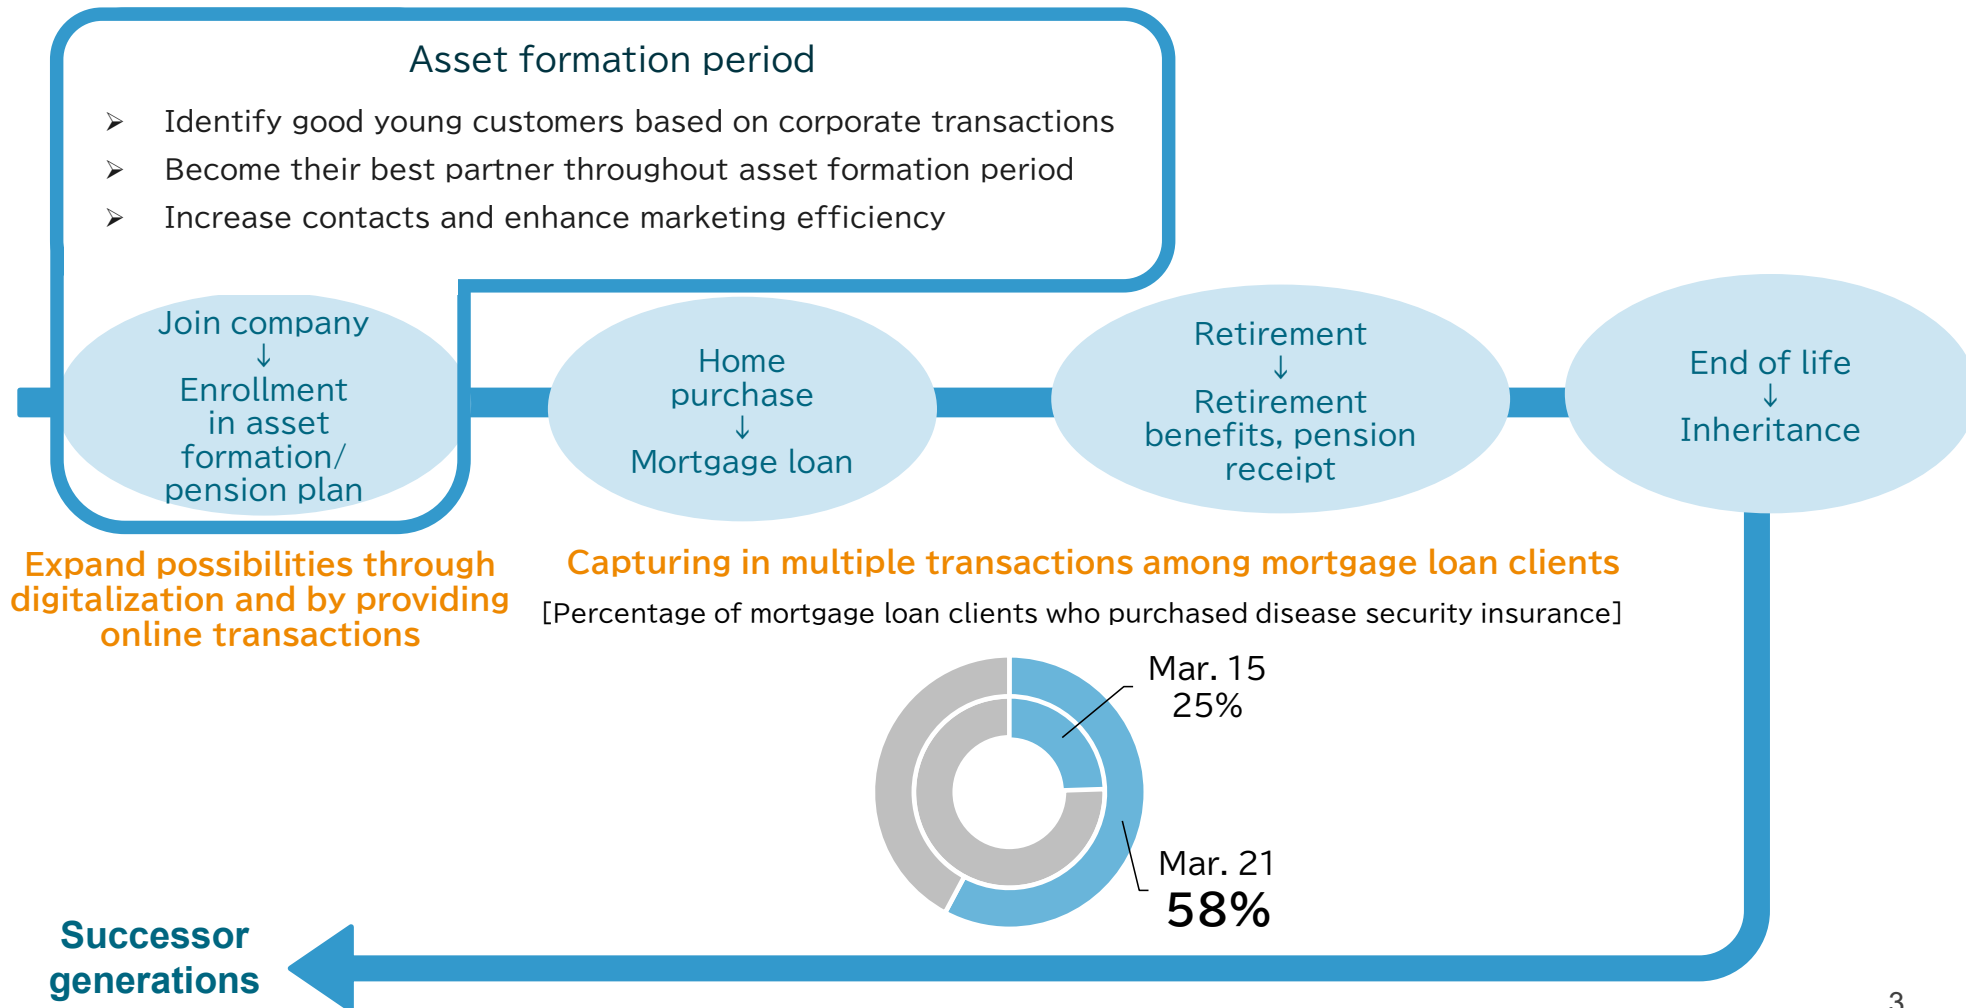 Asset formation period
➢ Identify good young customers based on corporate transactions
➢ Become their best partner throughout asset formation period
➢ Increase contacts and enhance marketing efficiency
Join company
↓
Enrollment
in asset
formation/
pension plan
Home
purchase
↓
Mortgage loan
Retirement
↓
Retirement
benefits, pension
receipt
End of life
↓
Inheritance
Expand possibilities through
digitalization and by providing
online transactions
Capturing in multiple transactions among mortgage loan clients
[Percentage of mortgage loan clients who purchased disease security insurance]
Mar. 15
25%
Mar. 21
58%
Successor
generations
3